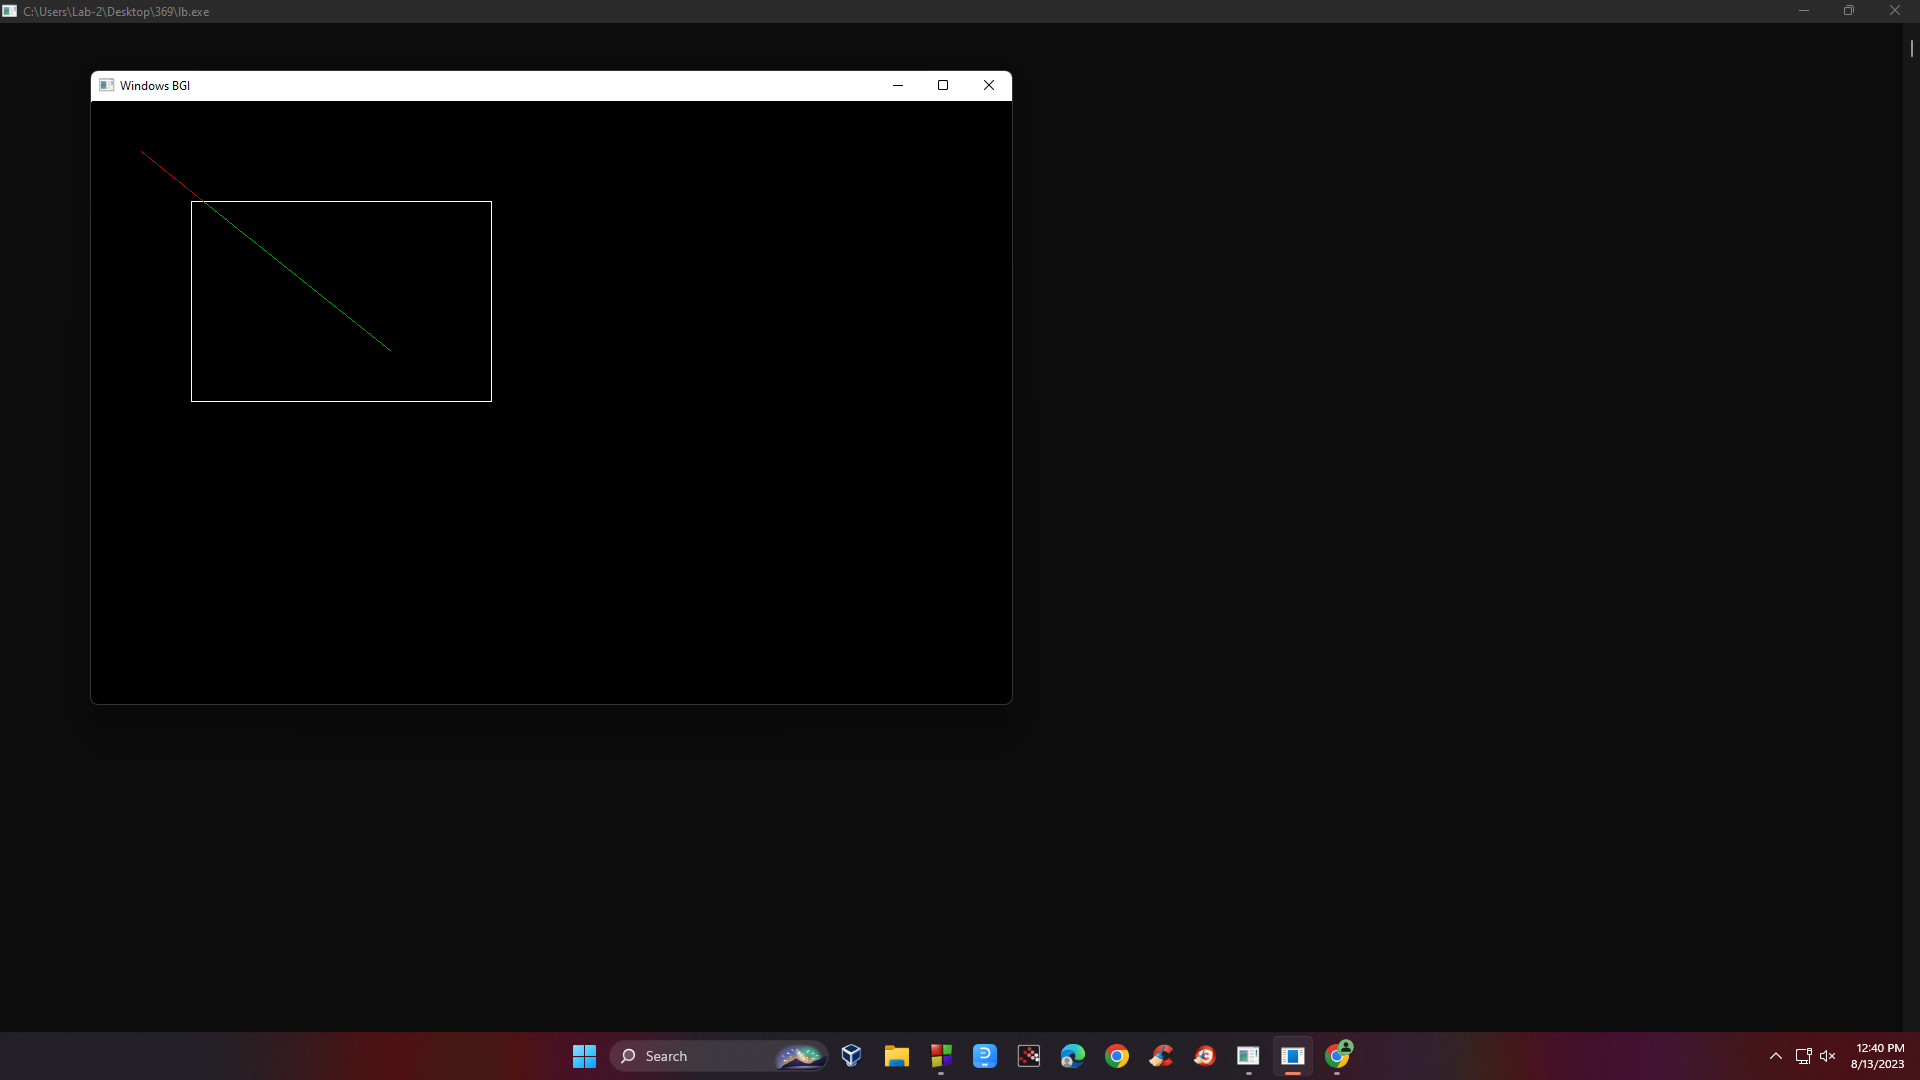 C:\Users\Lab-2\Desktop\369\lb.exe
Windows BGI
Search
12:40 PM
8/13/2023